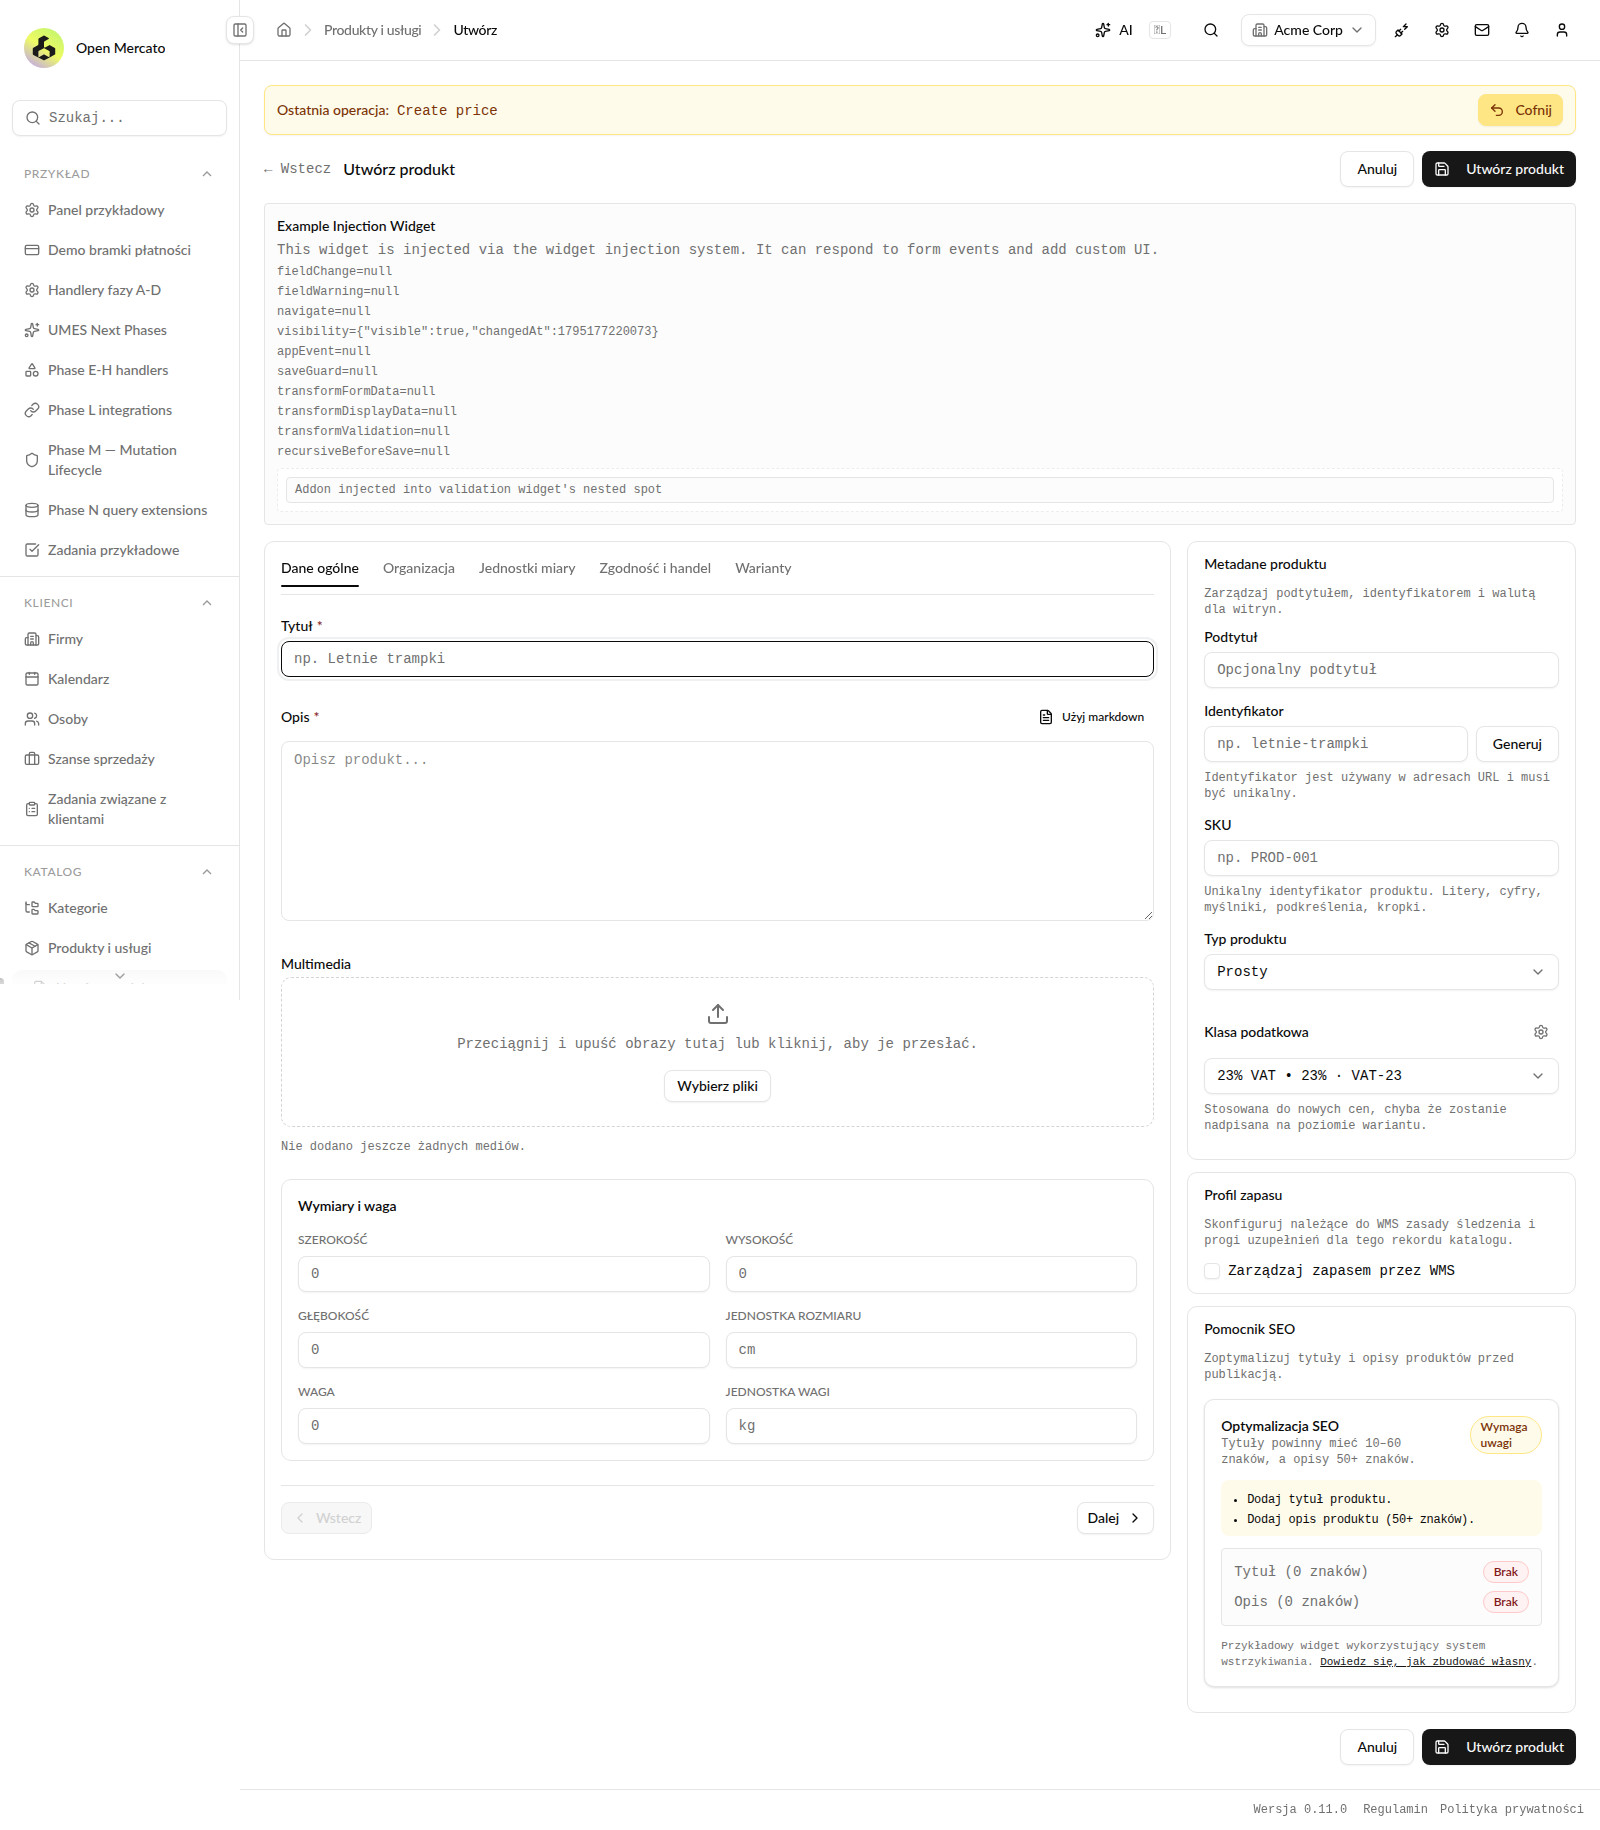 Open Mercato
Szukaj...
PRZYKŁAD
Panel przykładowy
Demo bramki płatności
Handlery fazy A-D
UMES Next Phases
Phase E-H handlers
Phase L integrations
Phase M — Mutation
Lifecycle
Phase N query extensions
Zadania przykładowe
KLIENCI
Firmy
Kalendarz
Osoby
Szanse sprzedaży
Zadania związane z
klientami
KATALOG
Kategorie
Produkty i usługi
Produkty i usługi
Utwórz
AI
L
Acme Corp
Ostatnia operacja: Create price
Cofnij
← Wstecz Utwórz produkt
Anuluj
Utwórz produkt
Example Injection Widget
This widget is injected via the widget injection system. It can respond to form events and add custom UI.
fieldChange=null
fieldWarning=null
navigate=null
visibility={"visible":true,"changedAt":1795177220073}
appEvent=null
saveGuard=null
transformFormData=null
transformDisplayData=null
transformValidation=null
recursiveBeforeSave=null
Addon injected into validation widget's nested spot
Dane ogólne
Organizacja
Jednostki miary
Zgodność i handel
Warianty
Tytuł *
np. Letnie trampki
Opis *
Użyj markdown
Opisz produkt...
Multimedia
Przeciągnij i upuść obrazy tutaj lub kliknij, aby je przesłać.
Wybierz pliki
Nie dodano jeszcze żadnych mediów.
Wymiary i waga
SZEROKOŚĆ
WYSOKOŚĆ
0
0
GŁĘBOKOŚĆ
JEDNOSTKA ROZMIARU
0
cm
WAGA
JEDNOSTKA WAGI
0
kg
Wstecz
Dalej
Metadane produktu
Zarządzaj podtytułem, identyfikatorem i walutą
dla witryn.
Podtytuł
Opcjonalny podtytuł
Identyfikator
np. letnie-trampki
Generuj
Identyfikator jest używany w adresach URL i musi
być unikalny.
SKU
np. PROD-001
Unikalny identyfikator produktu. Litery, cyfry,
myślniki, podkreślenia, kropki.
Typ produktu
Prosty
Klasa podatkowa
23% VAT • 23% · VAT-23
Stosowana do nowych cen, chyba że zostanie
nadpisana na poziomie wariantu.
Profil zapasu
Skonfiguruj należące do WMS zasady śledzenia i
progi uzupełnień dla tego rekordu katalogu.
Zarządzaj zapasem przez WMS
Pomocnik SEO
Zoptymalizuj tytuły i opisy produktów przed
publikacją.
Optymalizacja SEO
Tytuły powinny mieć 10–60
znaków, a opisy 50+ znaków.
Wymaga
uwagi
• Dodaj tytuł produktu.
• Dodaj opis produktu (50+ znaków).
Tytuł (0 znaków)
Brak
Opis (0 znaków)
Brak
Przykładowy widget wykorzystujący system
wstrzykiwania. Dowiedz się, jak zbudować własny.
Anuluj
Utwórz produkt
Wersja 0.11.0
Regulamin
Polityka prywatności